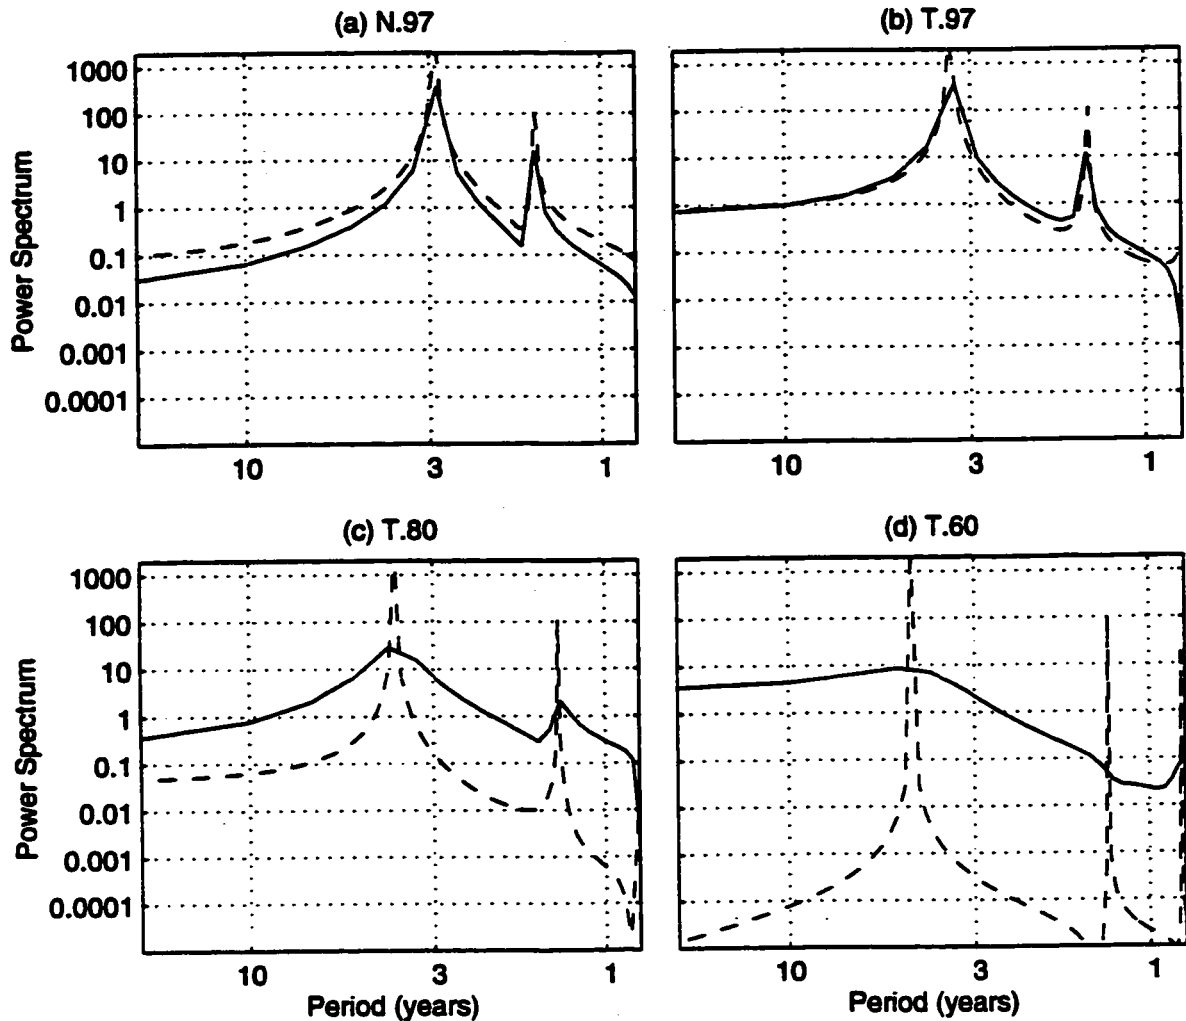 (a) N.97
(b) T.97
1000
100
10
1
0.1
0.01
0.001
0.0001
Power Spectrum
10 3 1
10 3 1
(c) T.80
(d) T.60
1000
100
10
1
0.1
0.01
0.001
0.0001
Power Spectrum
10 3 1
10 3 1
Period (years)
Period (years)